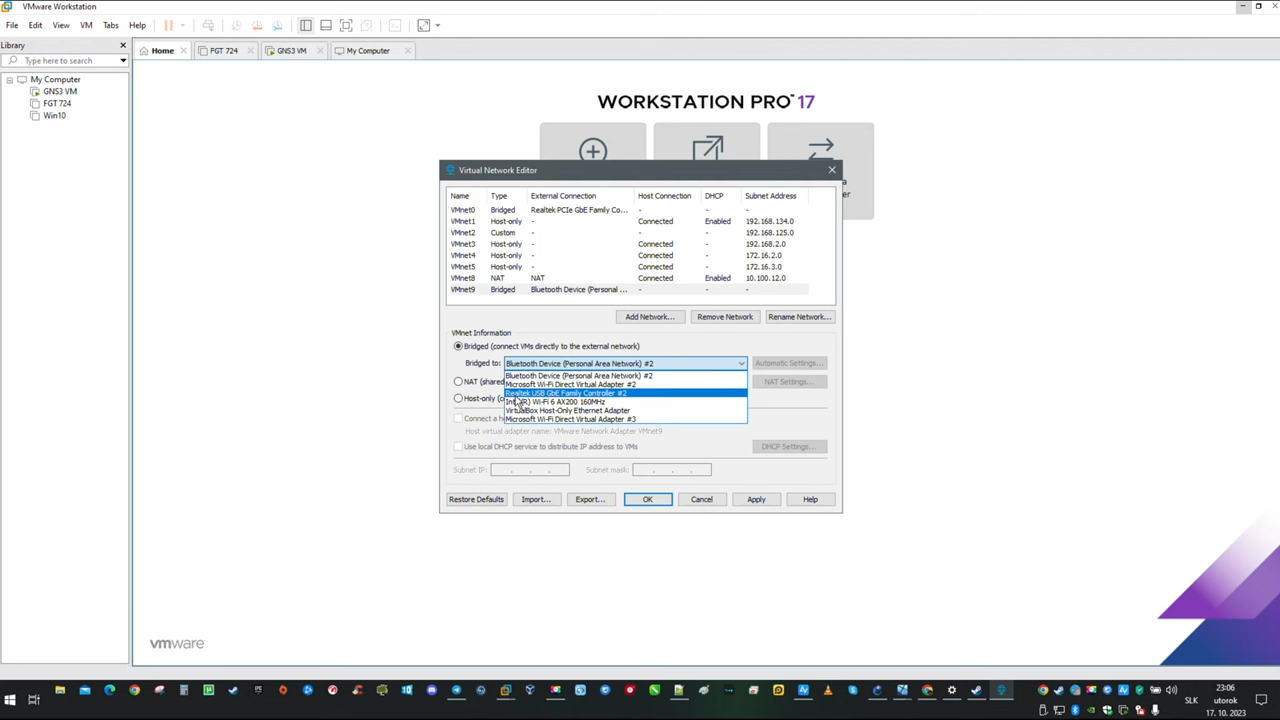 VMware Workstation
File Edit View VM Tabs Help
Library
Type here to search
Home
FGT 724
GNS3 VM
My Computer
My Computer
GNS3 VM
FGT 724
Win10
WORKSTATION PRO™ 17
Virtual Network Editor
Name Type External Connection Host Connection DHCP Subnet Address
VMnet0 Bridged Realtek PCIe GbE Family Co... - - -
VMnet1 Host-only - Connected Enabled 192.168.134.0
VMnet2 Custom - - - 192.168.125.0
VMnet3 Host-only - Connected - 192.168.2.0
VMnet4 Host-only - Connected - 172.16.2.0
VMnet5 Host-only - Connected - 172.16.3.0
VMnet8 NAT NAT Connected Enabled 10.100.12.0
VMnet9 Bridged Bluetooth Device (Personal ... - - -
Add Network... Remove Network Rename Network...
VMnet Information
Bridged (connect VMs directly to the external network)
Bridged to: Bluetooth Device (Personal Area Network) #2 Automatic Settings...
Bluetooth Device (Personal Area Network) #2
NAT (shared NAT Settings...
Microsoft Wi-Fi Direct Virtual Adapter #2
Realtek USB GbE Family Controller #2
Host-only (c
Wi-Fi 6 AX200 160MHz
VirtualBox Host-Only Ethernet Adapter
Connect a h
Microsoft Wi-Fi Direct Virtual Adapter #3
Host virtual adapter name: VMware Network Adapter VMnet9
Use local DHCP service to distribute IP address to VMs DHCP Settings...
Subnet IP: . . . Subnet mask: . . .
Restore Defaults Import... Export... OK Cancel Apply Help
vmware
SLK
23:06
utorok
17. 10. 2023